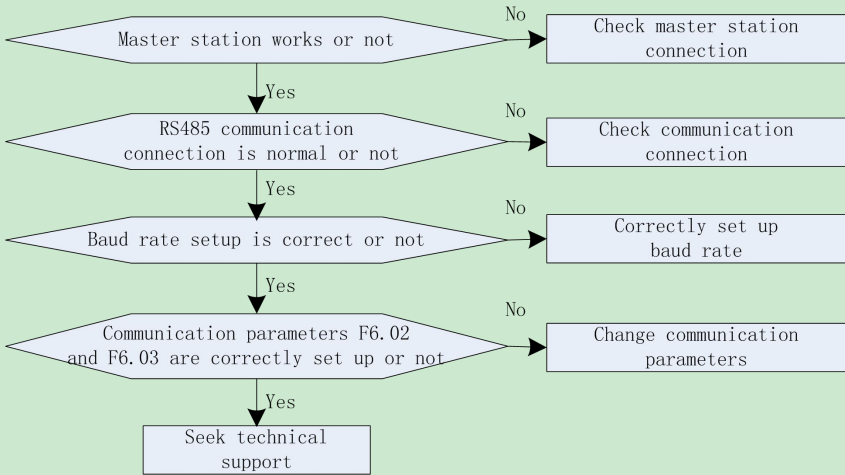 Master station works or not
No
Check master station
connection
Yes
RS485 communication
connection is normal or not
No
Check communication
connection
Yes
Baud rate setup is correct or not
No
Correctly set up
baud rate
Yes
Communication parameters F6.02
and F6.03 are correctly set up or not
No
Change communication
parameters
Yes
Seek technical
support